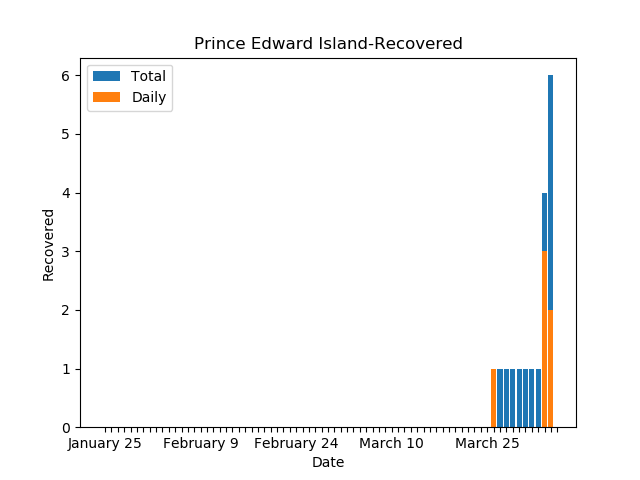 Prince Edward Island-Recovered
Total
Daily
6
5
4
3
2
1
0
Recovered
January 25 February 9 February 24 March 10 March 25
Date